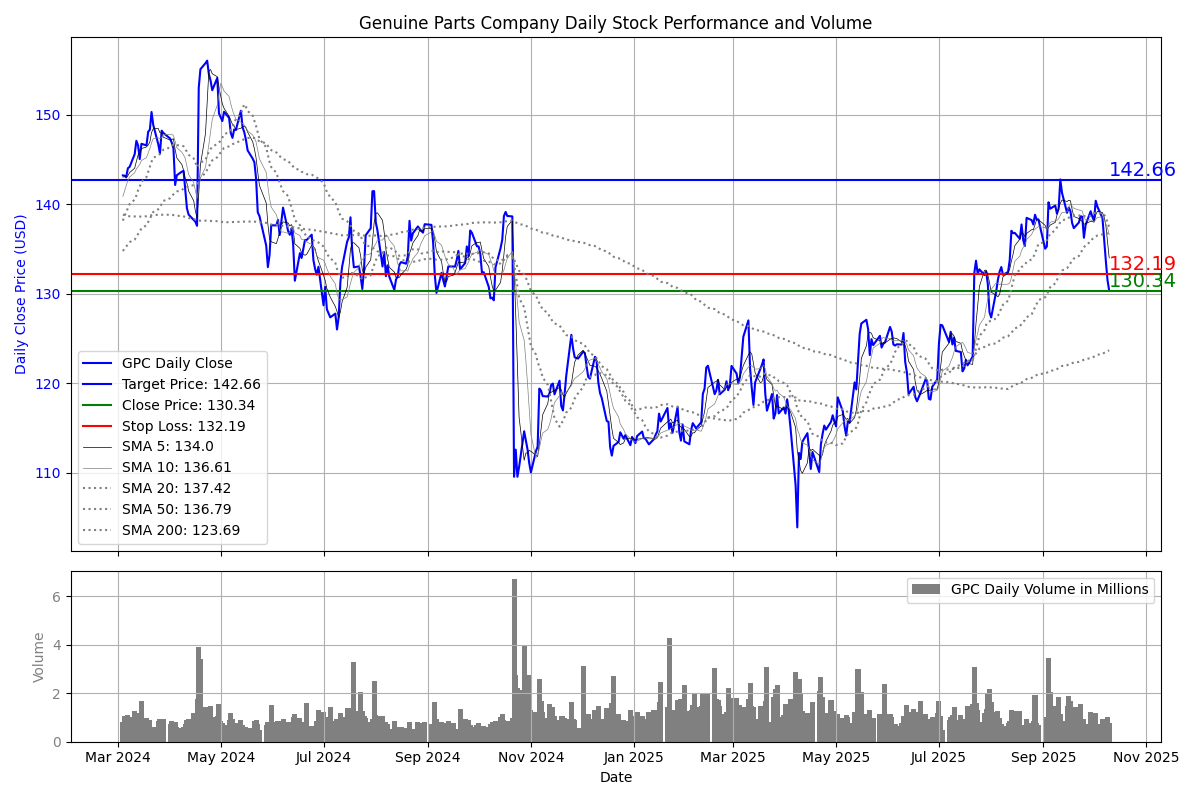 Genuine Parts Company Daily Stock Performance and Volume
Daily Close Price (USD)
150
140
130
120
110
142.66
132.19
130.34
GPC Daily Close
Target Price: 142.66
Close Price: 130.34
Stop Loss: 132.19
SMA 5: 134.0
SMA 10: 136.61
SMA 20: 137.42
SMA 50: 136.79
SMA 200: 123.69
Volume
6
4
2
0
GPC Daily Volume in Millions
Mar 2024 May 2024 Jul 2024 Sep 2024 Nov 2024 Jan 2025 Mar 2025 May 2025 Jul 2025 Sep 2025 Nov 2025
Date